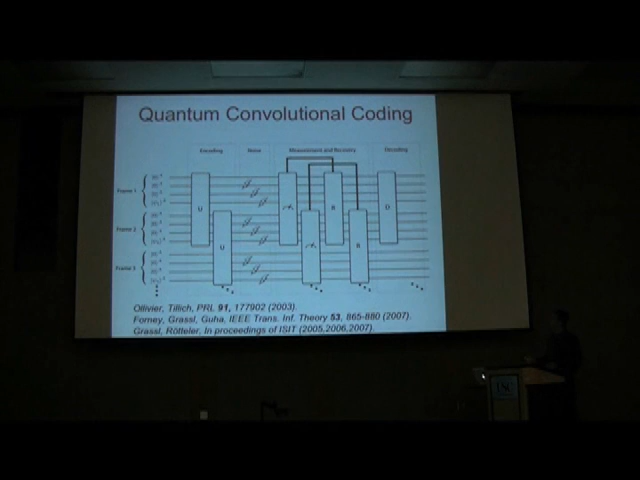 Quantum Convolutional Coding
Encoding Noise Measurement and Recovery Decoding
Frame 1
U R D
Frame 2
U R
Frame 3
Ollivier, Tillich, PRL 91, 177902 (2003).
Forney, Grassl, Guha, IEEE Trans. Inf. Theory 53, 865-880 (2007).
Grassl, Rötteler, In proceedings of ISIT (2005,2006,2007).
USC